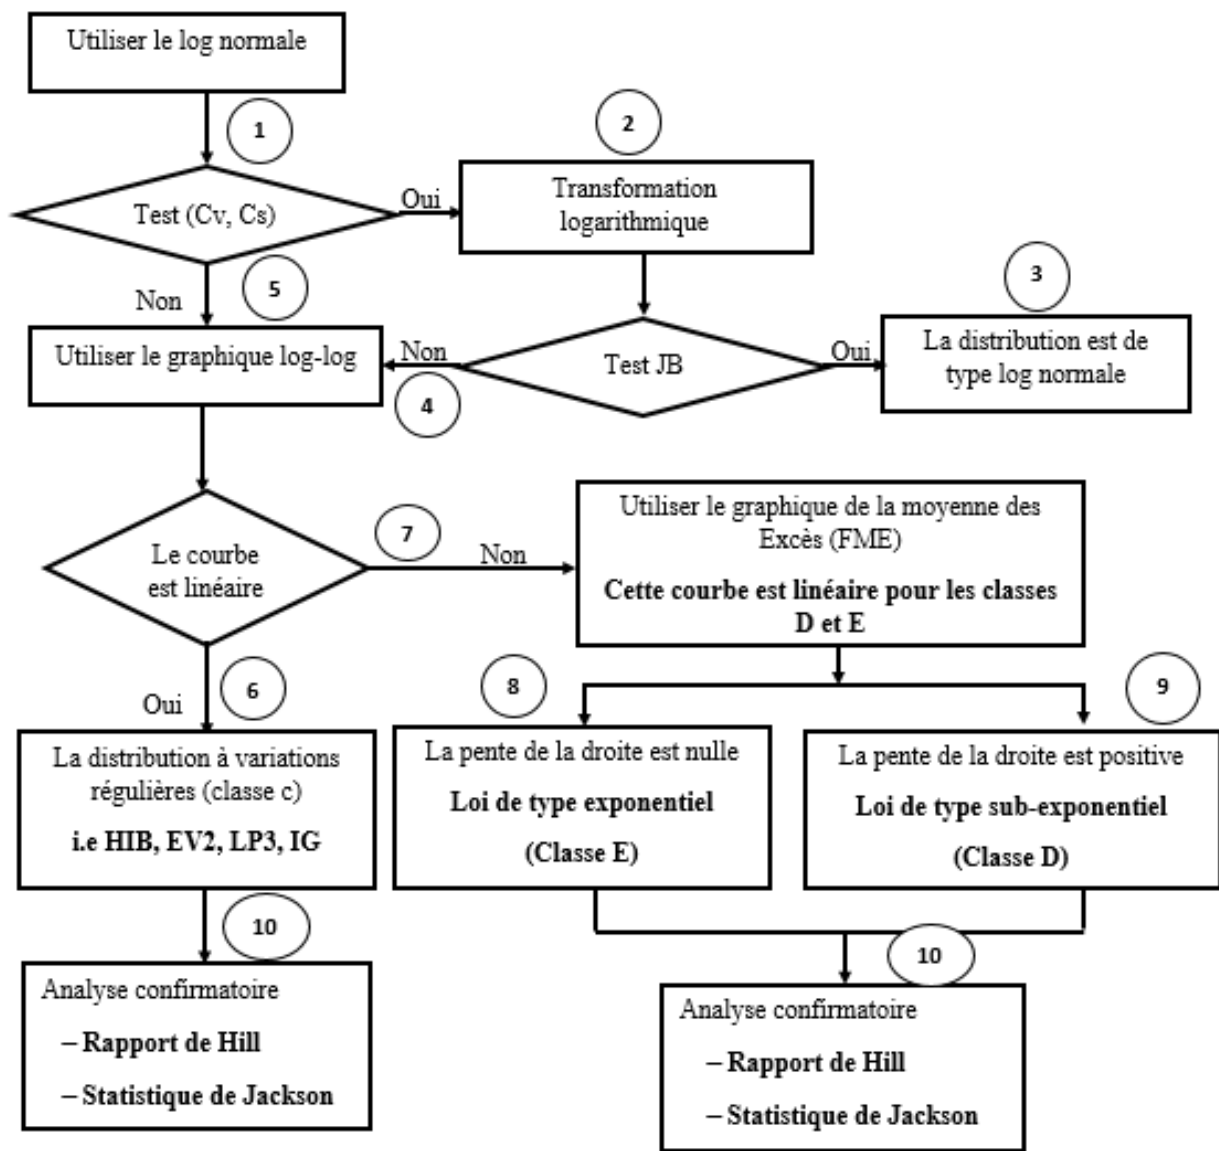 Utiliser le log normale
1
2
Test (Cv, Cs)
Oui
Transformation
logarithmique
Non
5
3
Utiliser le graphique log-log
Non
4
Test JB
Oui
La distribution est de
type log normale
Le courbe
est linéaire
7
Non
Utiliser le graphique de la moyenne des
Excès (FME)
Cette courbe est linéaire pour les classes
D et E
Oui
6
8
9
La distribution à variations
régulières (classe c)
i.e HIB, EV2, LP3, IG
La pente de la droite est nulle
Loi de type exponentiel
(Classe E)
La pente de la droite est positive
Loi de type sub-exponentiel
(Classe D)
10
10
Analyse confirmatoire
– Rapport de Hill
– Statistique de Jackson
Analyse confirmatoire
– Rapport de Hill
– Statistique de Jackson